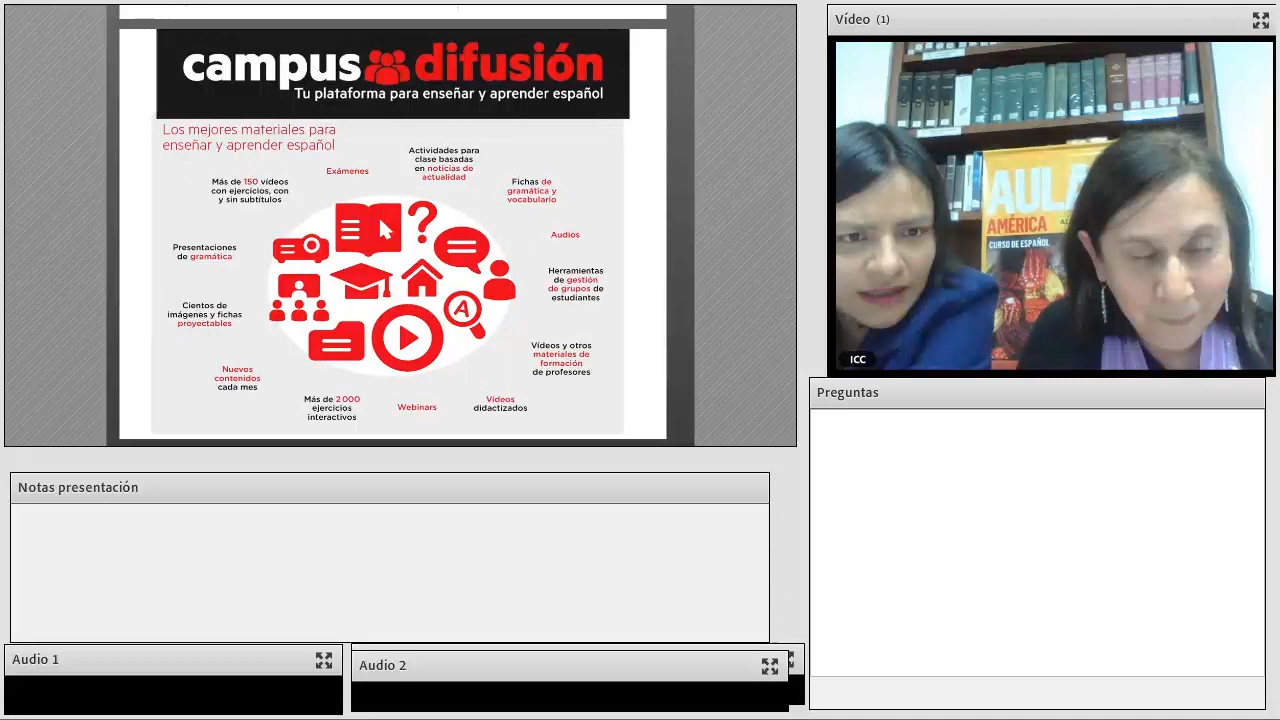 campus difusión
Tu plataforma para enseñar y aprender español
Los mejores materiales para
enseñar y aprender español
Exámenes
Actividades para
clase basadas
en noticias de
actualidad
Más de 150 vídeos
con ejercicios, con
y sin subtítulos
Fichas de
gramática y
vocabulario
Presentaciones
de gramática
Audios
Herramientas
de gestión
de grupos de
estudiantes
Cientos de
imágenes y fichas
proyectables
A
Vídeos y otros
materiales de
formación
de profesores
Nuevos
contenidos
cada mes
Más de 2 000
ejercicios
interactivos
Webinars
Vídeos
didactizados
Vídeo (1)
AULA
AMÉRICA
CURSO DE ESPAÑOL
ICC
Preguntas
Notas presentación
Audio 1
Audio 2